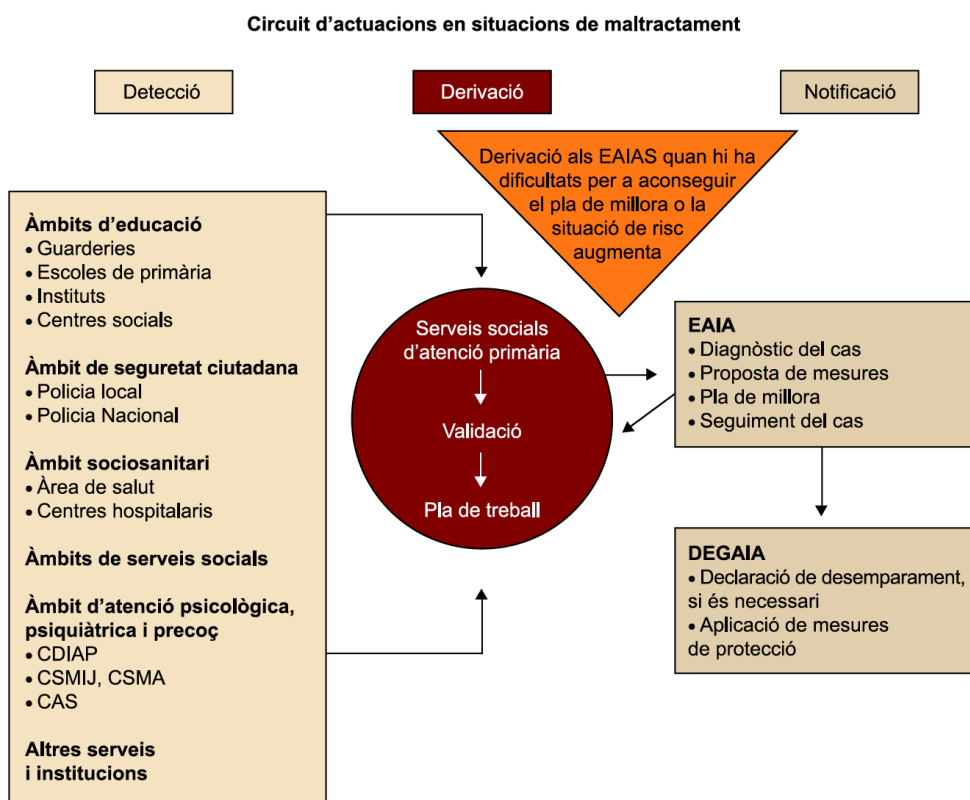 Circuit d’actuacions en situacions de maltractament
Detecció
Derivació
Notificació
Derivació als EAIAS quan hi ha
dificultats per a aconseguir
el pla de millora o la
situació de risc
augmenta
Àmbits d’educació
• Guarderies
• Escoles de primària
• Instituts
• Centres socials
Àmbit de seguretat ciutadana
• Policia local
• Policia Nacional
Àmbit sociosanitari
• Àrea de salut
• Centres hospitalaris
Àmbits de serveis socials
Àmbit d’atenció psicològica,
psiquiàtrica i precoç
• CDIAP
• CSMIJ, CSMA
• CAS
Altres serveis
i institucions
Serveis socials
d’atenció primària
Validació
Pla de treball
EAIA
• Diagnòstic del cas
• Proposta de mesures
• Pla de millora
• Seguiment del cas
DEGAIA
• Declaració de desemparament,
si és necessari
• Aplicació de mesures
de protecció